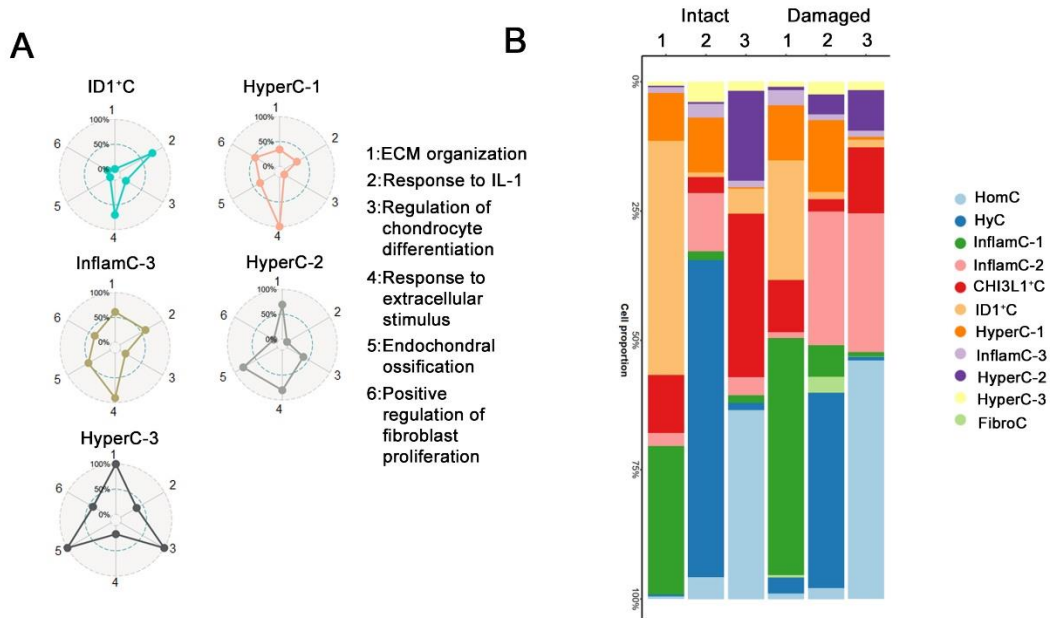 A
ID1⁺C
1
100%
2
6
50%
0%
5
3
4
HyperC-1
1
100%
2
6
50%
0%
5
3
4
InflamC-3
1
100%
6
2
50%
0%
5
3
4
HyperC-2
1
100%
6
2
50%
0%
5
3
4
HyperC-3
1
100%
6
2
50%
0%
5
3
4
1:ECM organization
2:Response to IL-1
3:Regulation of
chondrocyte
differentiation
4:Response to
extracellular
stimulus
5:Endochondral
ossification
6:Positive
regulation of
fibroblast
proliferation
B
Intact Damaged
1 2 3 1 2 3
0%
25%
50%
75%
100%
Cell proportion
HomC
HyC
InflamC-1
InflamC-2
CHI3L1⁺C
ID1⁺C
HyperC-1
InflamC-3
HyperC-2
HyperC-3
FibroC